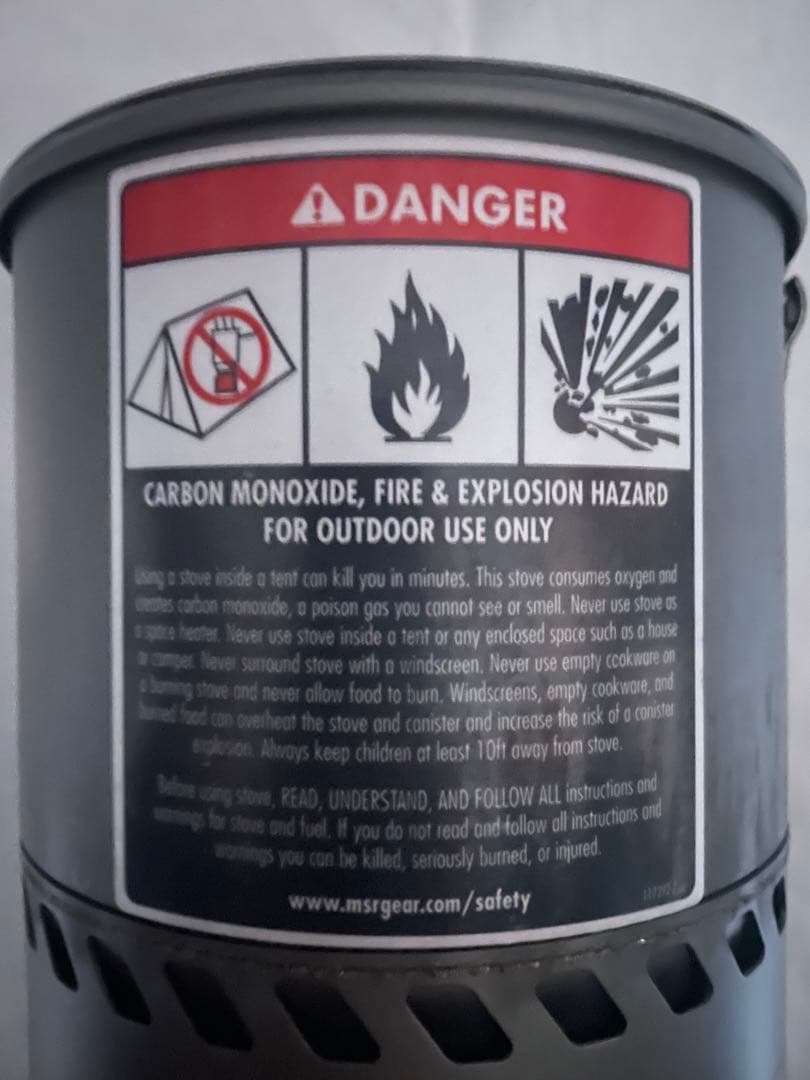 DANGER
CARBON MONOXIDE, FIRE & EXPLOSION HAZARD
FOR OUTDOOR USE ONLY
Using a stove inside a tent can kill you in minutes. This stove consumes oxygen and
creates carbon monoxide, a poison gas you cannot see or smell. Never use stove as
a space heater. Never use stove inside a tent or any enclosed space such as a house
or camper. Never surround stove with a windscreen. Never use empty cookware on
a burning stove and never allow food to burn. Windscreens, empty cookware, and
burned food can overheat the stove and canister and increase the risk of a canister
explosion. Always keep children at least 10ft away from stove.
Before using stove, READ, UNDERSTAND, AND FOLLOW ALL instructions and
warnings for stove and fuel. If you do not read and follow all instructions and
warnings you can be killed, seriously burned, or injured.
www.msrgear.com/safety